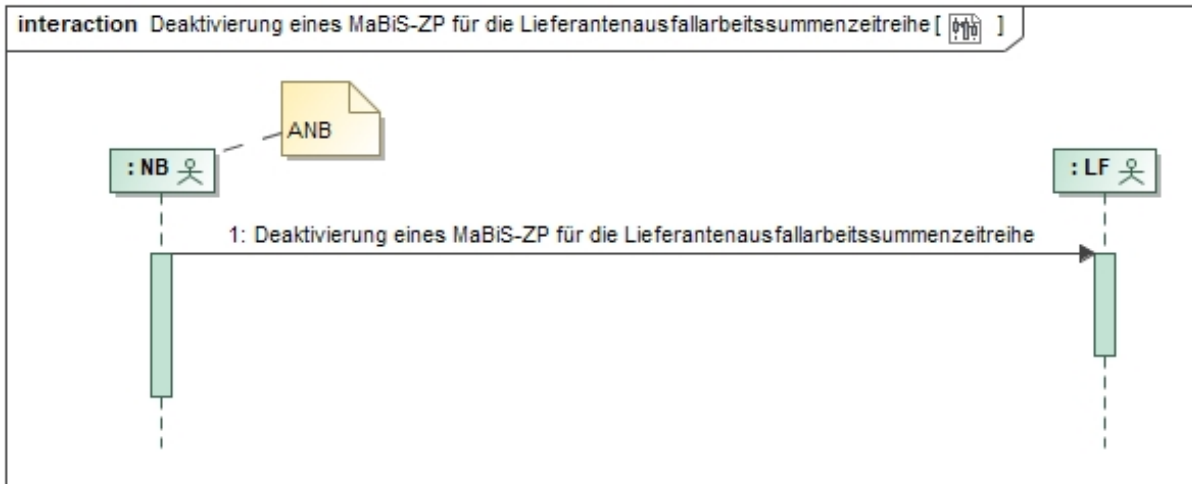 interaction Deaktivierung eines MaBiS-ZP für die Lieferantenausfallarbeitssummenzeitreihe [ ]
ANB
: NB
: LF
1: Deaktivierung eines MaBiS-ZP für die Lieferantenausfallarbeitssummenzeitreihe